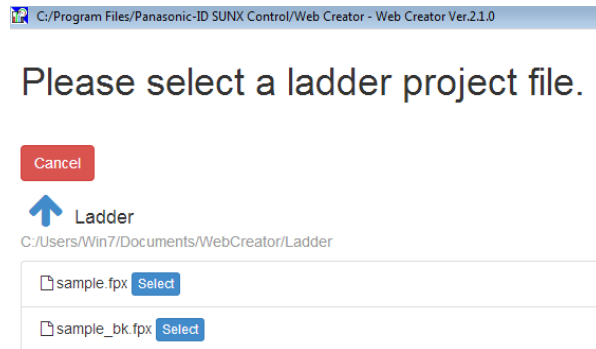 C:/Program Files/Panasonic-ID SUNX Control/Web Creator - Web Creator Ver.2.1.0
Please select a ladder project file.
Cancel
Ladder
C:/Users/Win7/Documents/WebCreator/Ladder
sample.fpx Select
sample_bk.fpx Select